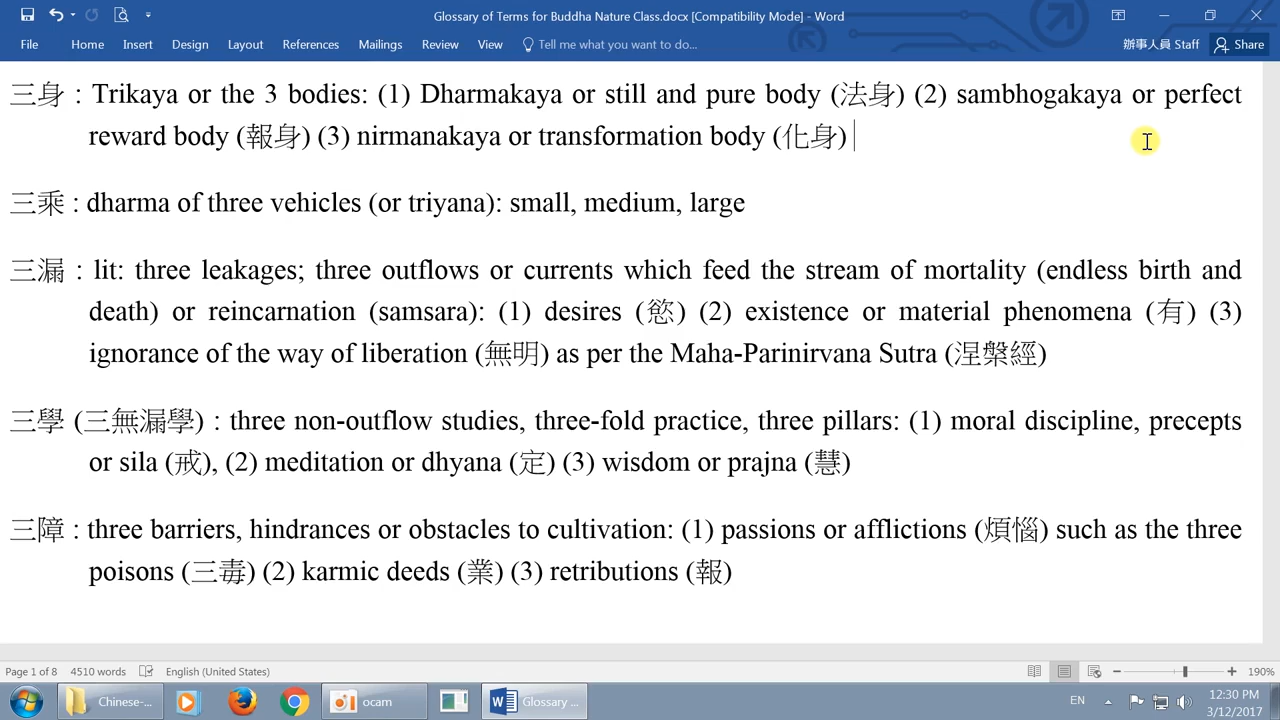 Glossary of Terms for Buddha Nature Class.docx [Compatibility Mode] - Word
File Home Insert Design Layout References Mailings Review View Tell me what you want to do... 辦事人員 Staff Share
三身 : Trikaya or the 3 bodies: (1) Dharmakaya or still and pure body (法身) (2) sambhogakaya or perfect
reward body (報身) (3) nirmanakaya or transformation body (化身)
三乘 : dharma of three vehicles (or triyana): small, medium, large
三漏 : lit: three leakages; three outflows or currents which feed the stream of mortality (endless birth and
death) or reincarnation (samsara): (1) desires (慾) (2) existence or material phenomena (有) (3)
ignorance of the way of liberation (無明) as per the Maha-Parinirvana Sutra (涅槃經)
三學 (三無漏學) : three non-outflow studies, three-fold practice, three pillars: (1) moral discipline, precepts
or sila (戒), (2) meditation or dhyana (定) (3) wisdom or prajna (慧)
三障 : three barriers, hindrances or obstacles to cultivation: (1) passions or afflictions (煩惱) such as the three
poisons (三毒) (2) karmic deeds (業) (3) retributions (報)
Page 1 of 8 4510 words English (United States) 190%
Chinese-... ocam Glossary ... EN 12:30 PM
3/12/2017